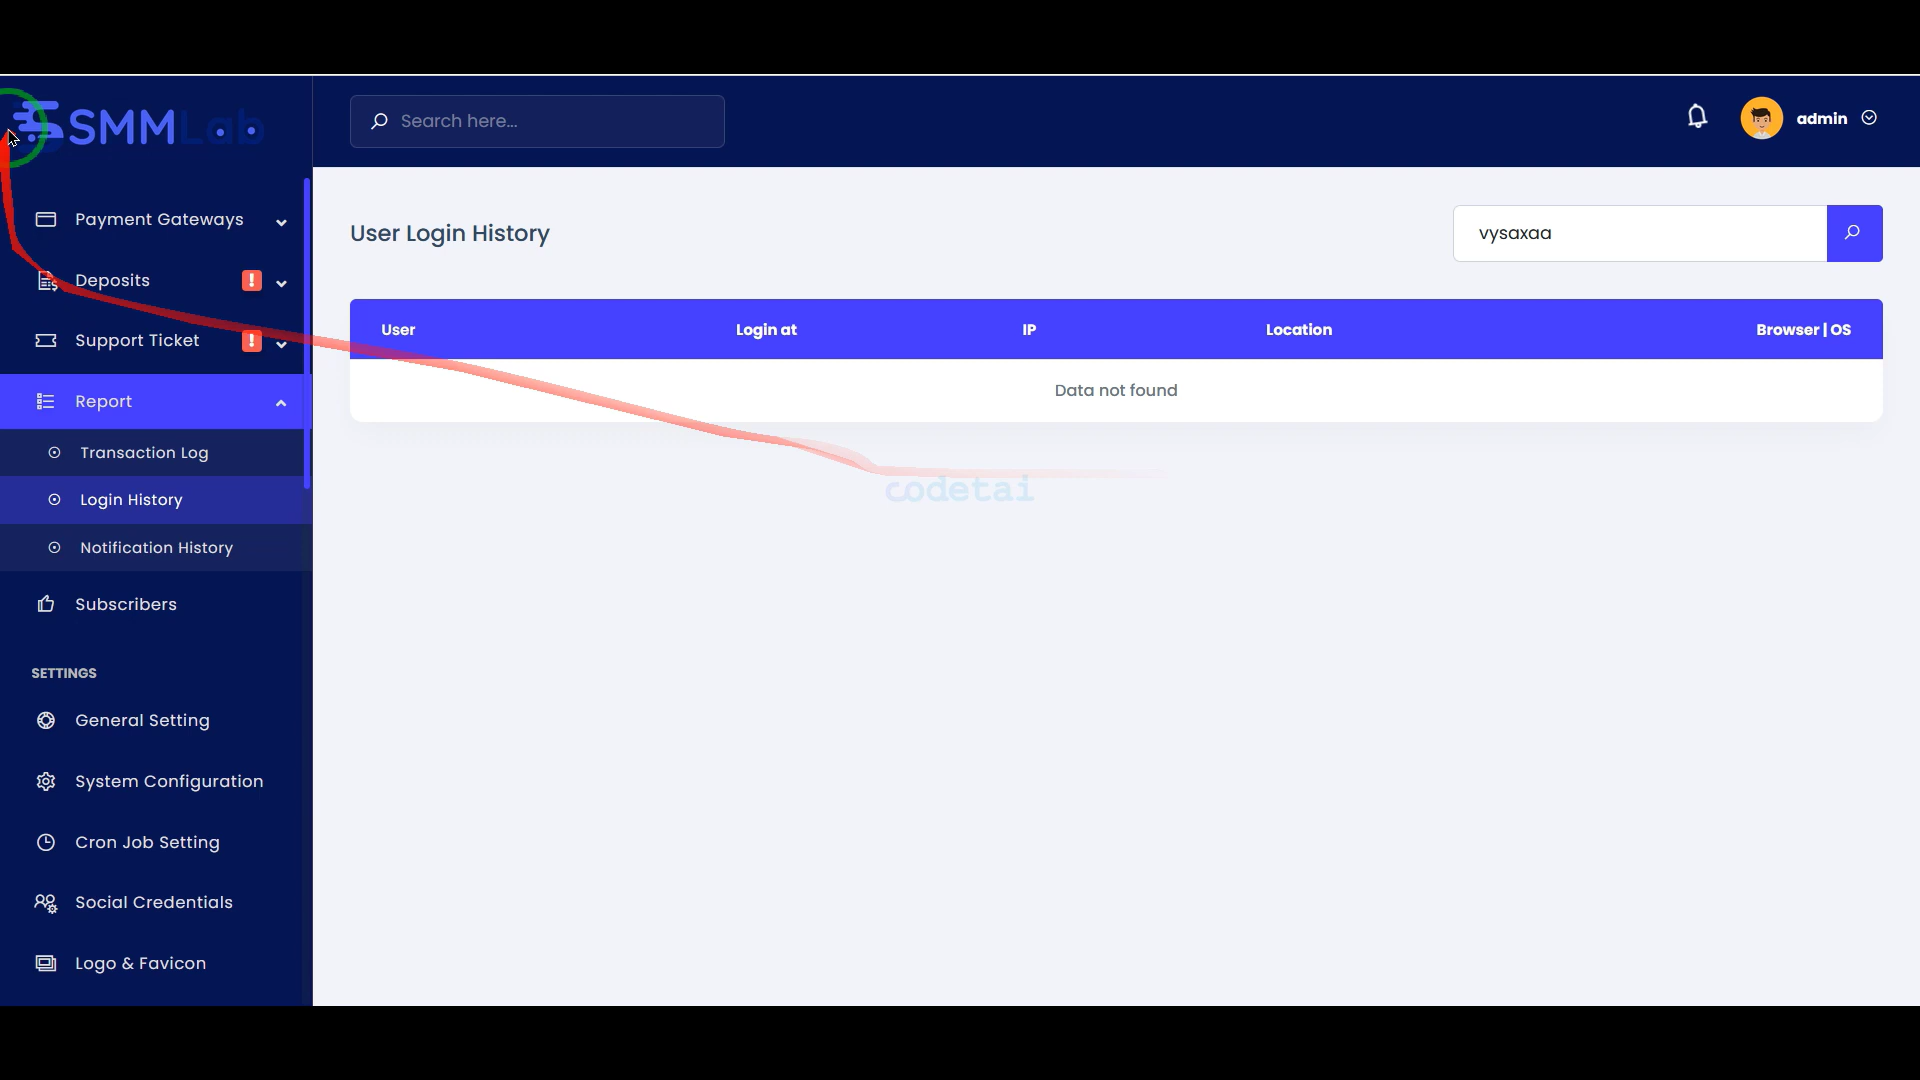 SMMLab
Search here...
admin
Payment Gateways
Deposits
!
Support Ticket
!
Report
Transaction Log
Login History
Notification History
Subscribers
SETTINGS
General Setting
System Configuration
Cron Job Setting
Social Credentials
Logo & Favicon
User Login History
vysaxaa
User Login at IP Location Browser | OS
Data not found
codetai